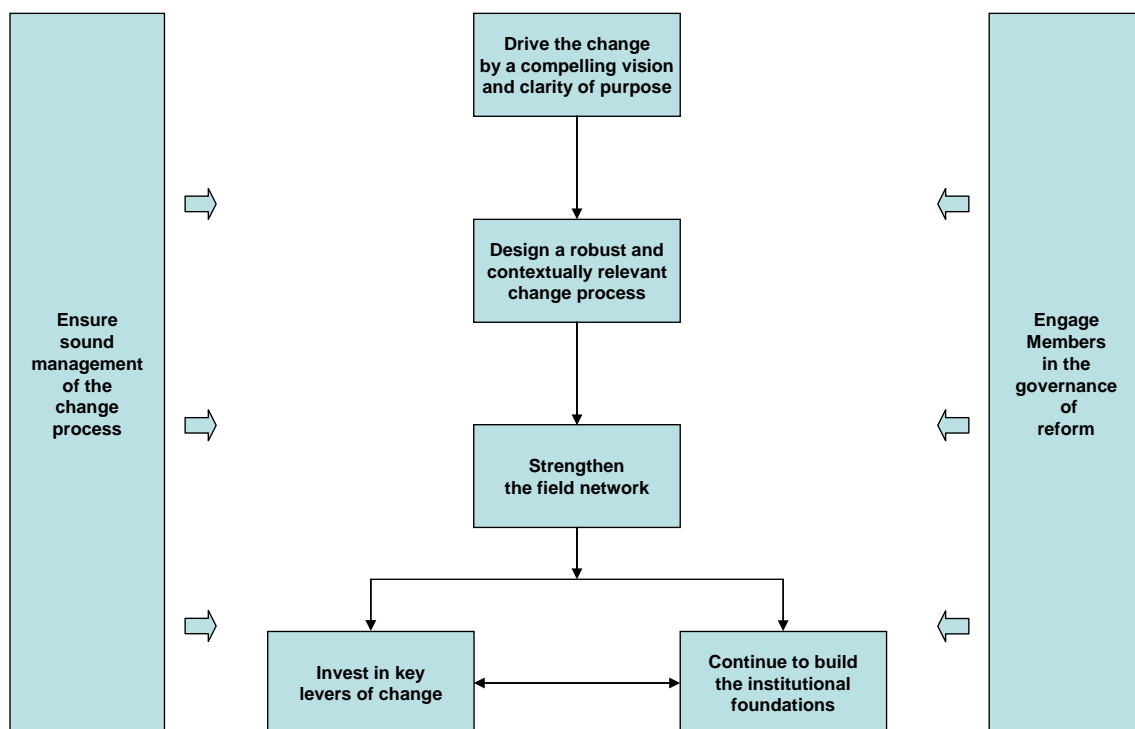 Drive the change
by a compelling vision
and clarity of purpose
Design a robust and
contextually relevant
change process
Ensure
sound
management
of the
change
process
Engage
Members
in the
governance
of
reform
Strengthen
the field network
Invest in key
levers of change
Continue to build
the institutional
foundations